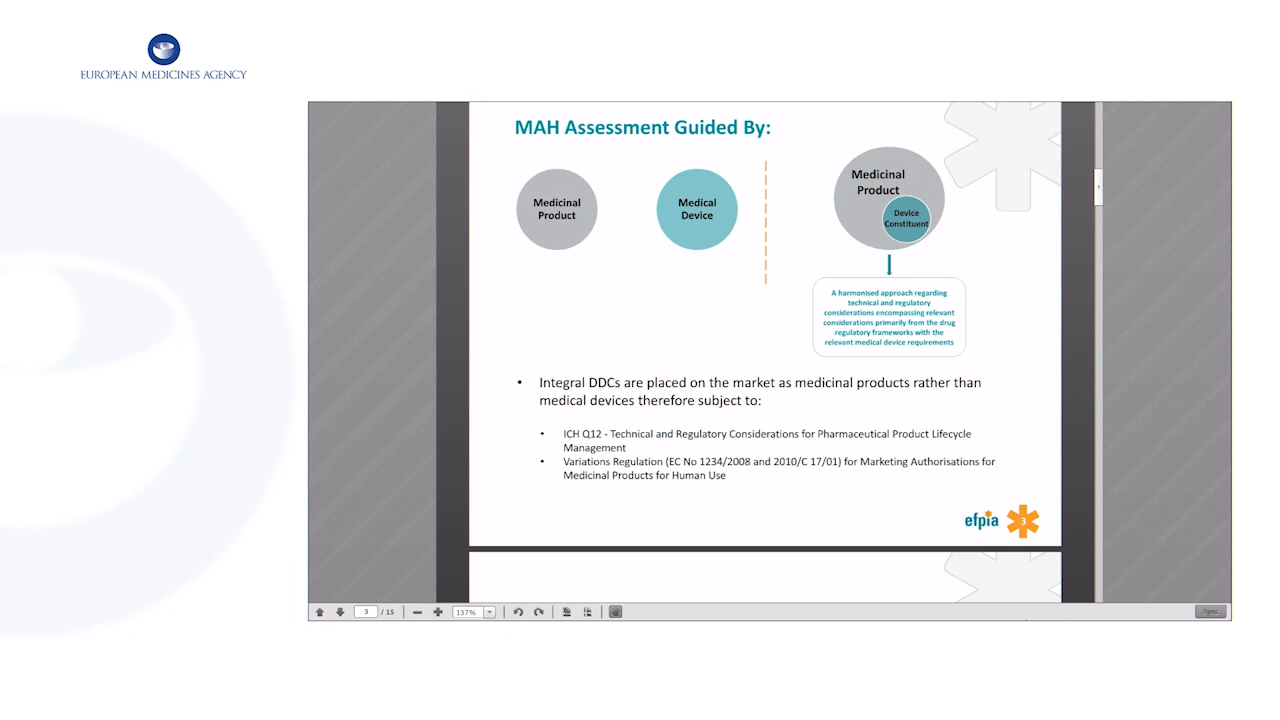 EUROPEAN MEDICINES AGENCY
MAH Assessment Guided By:
Medicinal
Product
Medical
Device
Medicinal
Product
Device
Constituent
A harmonised approach regarding
technical and regulatory
considerations encompassing relevant
considerations primarily from the drug
regulatory frameworks with the
relevant medical device requirements
• Integral DDCs are placed on the market as medicinal products rather than
medical devices therefore subject to:
• ICH Q12 - Technical and Regulatory Considerations for Pharmaceutical Product Lifecycle
Management
• Variations Regulation (EC No 1234/2008 and 2010/C 17/01) for Marketing Authorisations for
Medicinal Products for Human Use
efpia
3
3 / 15
137%
Sync